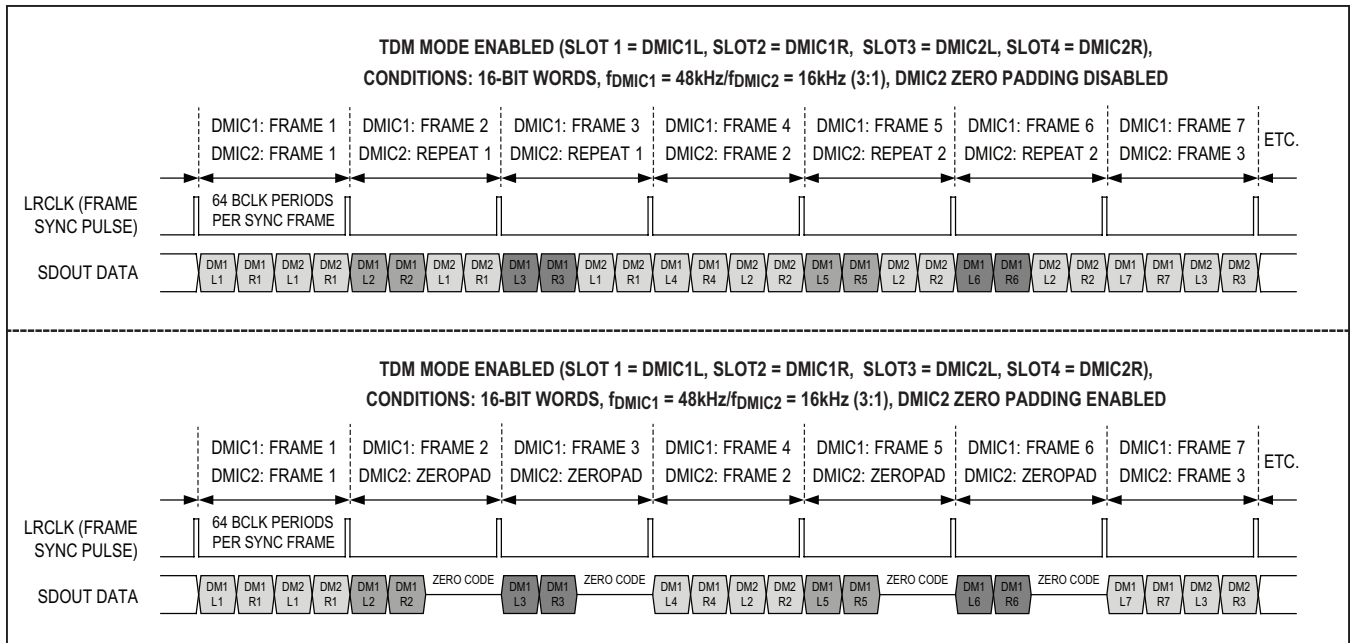 TDM MODE ENABLED (SLOT 1 = DMIC1L, SLOT2 = DMIC1R, SLOT3 = DMIC2L, SLOT4 = DMIC2R),
CONDITIONS: 16-BIT WORDS, fDMIC1 = 48kHz/fDMIC2 = 16kHz (3:1), DMIC2 ZERO PADDING DISABLED
DMIC1: FRAME 1 DMIC1: FRAME 2 DMIC1: FRAME 3 DMIC1: FRAME 4 DMIC1: FRAME 5 DMIC1: FRAME 6 DMIC1: FRAME 7
ETC.
DMIC2: FRAME 1 DMIC2: REPEAT 1 DMIC2: REPEAT 1 DMIC2: FRAME 2 DMIC2: REPEAT 2 DMIC2: REPEAT 2 DMIC2: FRAME 3
LRCLK (FRAME 64 BCLK PERIODS
SYNC PULSE) PER SYNC FRAME
SDOUT DATA
DM1 DM1 DM2 DM2 DM1 DM1 DM2 DM2 DM1 DM1 DM2 DM2 DM1 DM1 DM2 DM2 DM1 DM1 DM2 DM2 DM1 DM1 DM2 DM2 DM1 DM1 DM2 DM2
L1 R1 L1 R1 L2 R2 L1 R1 L3 R3 L1 R1 L4 R4 L2 R2 L5 R5 L2 R2 L6 R6 L2 R2 L7 R7 L3 R3
TDM MODE ENABLED (SLOT 1 = DMIC1L, SLOT2 = DMIC1R, SLOT3 = DMIC2L, SLOT4 = DMIC2R),
CONDITIONS: 16-BIT WORDS, fDMIC1 = 48kHz/fDMIC2 = 16kHz (3:1), DMIC2 ZERO PADDING ENABLED
DMIC1: FRAME 1 DMIC1: FRAME 2 DMIC1: FRAME 3 DMIC1: FRAME 4 DMIC1: FRAME 5 DMIC1: FRAME 6 DMIC1: FRAME 7
ETC.
DMIC2: FRAME 1 DMIC2: ZEROPAD DMIC2: ZEROPAD DMIC2: FRAME 2 DMIC2: ZEROPAD DMIC2: ZEROPAD DMIC2: FRAME 3
LRCLK (FRAME 64 BCLK PERIODS
SYNC PULSE) PER SYNC FRAME
SDOUT DATA
DM1 DM1 DM2 DM2 DM1 DM1 ZERO CODE DM1 DM1 ZERO CODE DM1 DM1 DM2 DM2 DM1 DM1 ZERO CODE DM1 DM1 ZERO CODE DM1 DM1 DM2 DM2
L1 R1 L1 R1 L2 R2 L3 R3 L4 R4 L2 R2 L5 R5 L6 R6 L7 R7 L3 R3